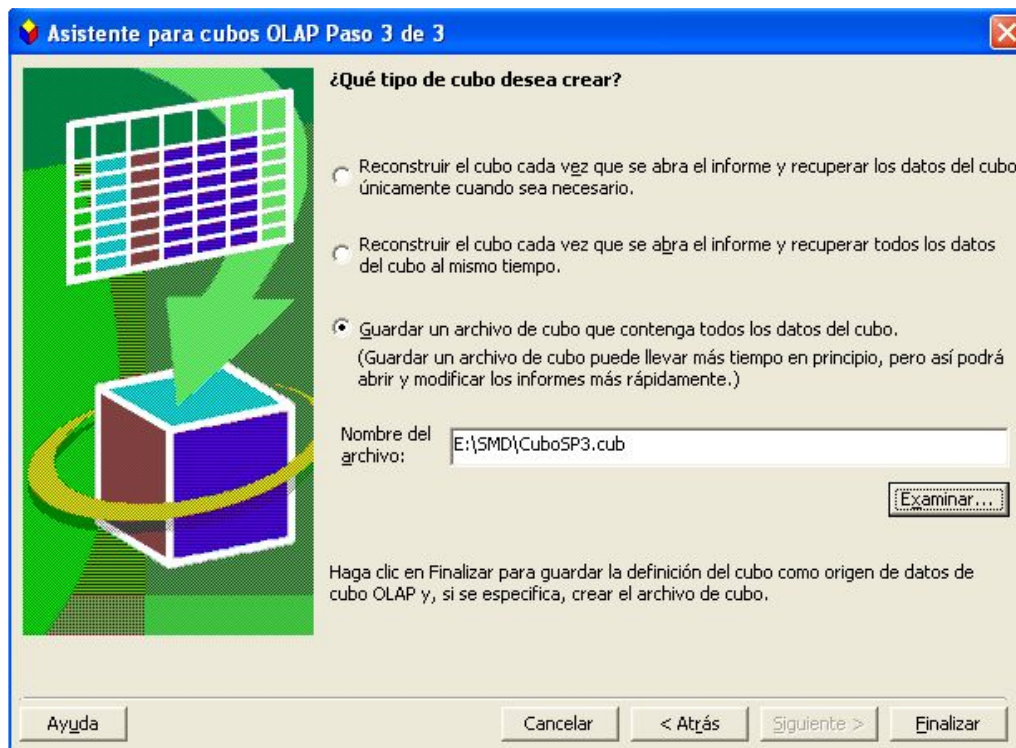 Asistente para cubos OLAP Paso 3 de 3
¿Qué tipo de cubo desea crear?
Reconstruir el cubo cada vez que se abra el informe y recuperar los datos del cubo
únicamente cuando sea necesario.
Reconstruir el cubo cada vez que se abra el informe y recuperar todos los datos
del cubo al mismo tiempo.
Guardar un archivo de cubo que contenga todos los datos del cubo.
(Guardar un archivo de cubo puede llevar más tiempo en principio, pero así podrá
abrir y modificar los informes más rápidamente.)
Nombre del
archivo:
E:\SMD\CuboSP3.cub
Examinar...
Haga clic en Finalizar para guardar la definición del cubo como origen de datos de
cubo OLAP y, si se especifica, crear el archivo de cubo.
Ayuda
Cancelar
< Atrás
Siguiente >
Finalizar